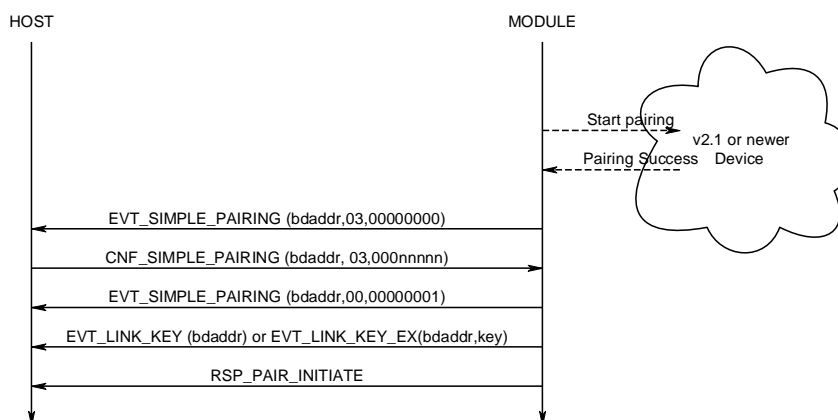 HOST
MODULE
Start pairing
v2.1 or newer
Device
Pairing Success
EVT_SIMPLE_PAIRING (bdaddr,03,00000000)
CNF_SIMPLE_PAIRING (bdaddr, 03,000nnnnn)
EVT_SIMPLE_PAIRING (bdaddr,00,00000001)
EVT_LINK_KEY (bdaddr) or EVT_LINK_KEY_EX(bdaddr,key)
RSP_PAIR_INITIATE